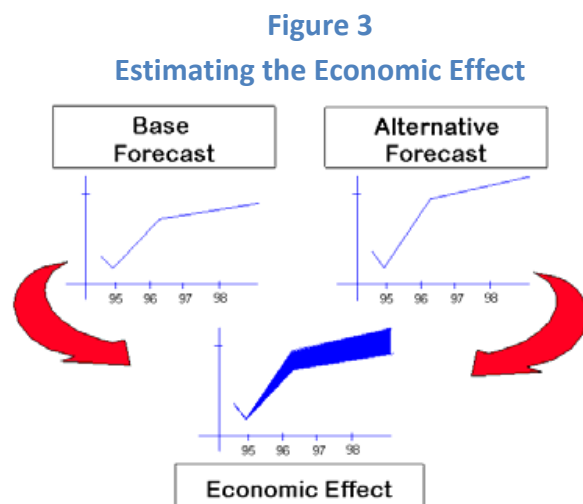 Figure 3
Estimating the Economic Effect
Base
Forecast
Alternative
Forecast
95 96 97 98
95 96 97 98
95 96 97 98
Economic Effect